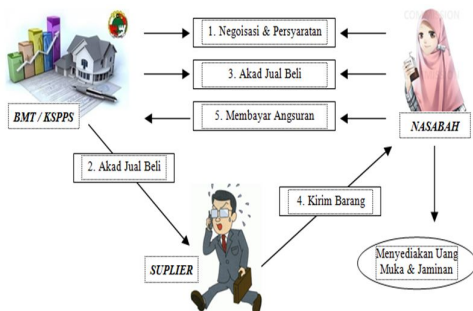 1. Negoisasi & Persyaratan
3. Akad Jual Beli
5. Membayar Angsuran
BMT / KSPPS
NASABAH
2. Akad Jual Beli
4. Kirim Barang
SUPLIER
Menyediakan Uang
Muka & Jaminan